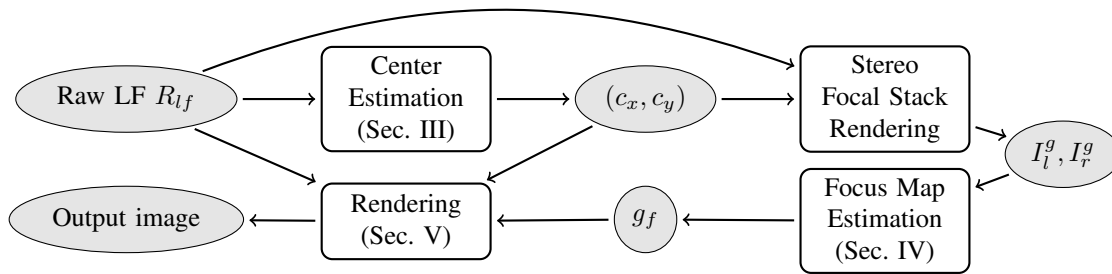 Raw LF $R_{lf}$
Center
Estimation
(Sec. III)
$(c_x, c_y)$
Stereo
Focal Stack
Rendering
$I_l^g, I_r^g$
Focus Map
Estimation
(Sec. IV)
$g_f$
Rendering
(Sec. V)
Output image